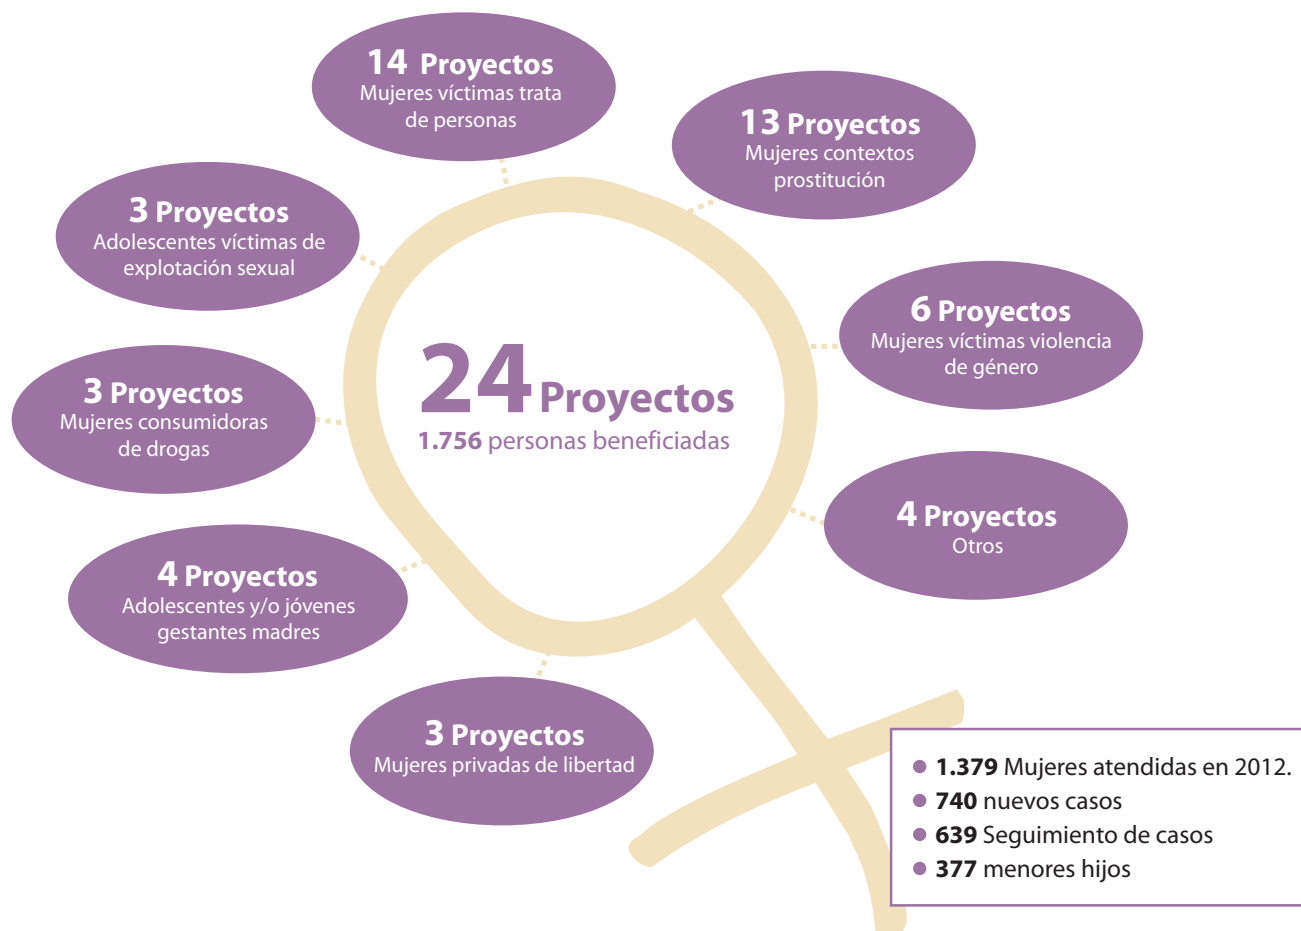 14 Proyectos
Mujeres víctimas trata
de personas
13 Proyectos
Mujeres contextos
prostitución
3 Proyectos
Adolescentes víctimas de
explotación sexual
6 Proyectos
Mujeres víctimas violencia
de género
24 Proyectos
1.756 personas beneficiadas
3 Proyectos
Mujeres consumidoras
de drogas
4 Proyectos
Otros
4 Proyectos
Adolescentes y/o jóvenes
gestantes madres
3 Proyectos
Mujeres privadas de libertad
• 1.379 Mujeres atendidas en 2012.
• 740 nuevos casos
• 639 Seguimiento de casos
• 377 menores hijos